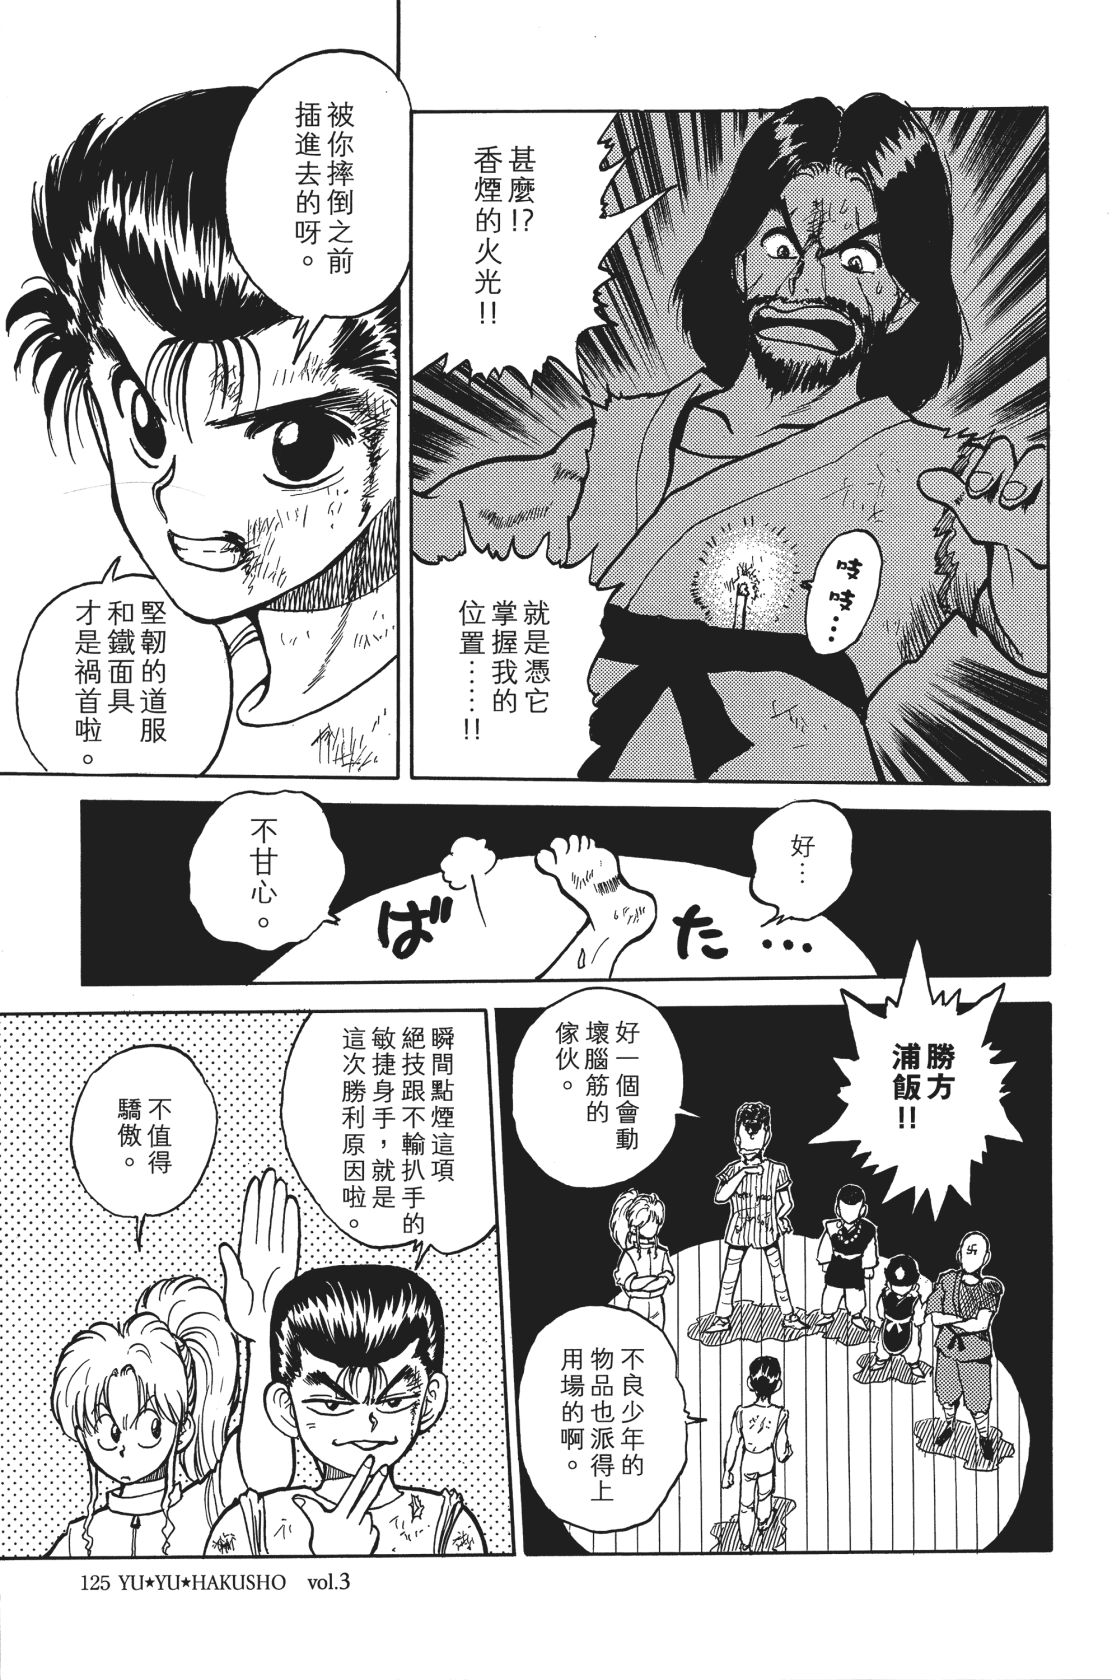 甚麼!?
香煙的火光!!
就是憑它
掌握我的
位置……!!
吱
吱…
被你摔倒之前
插進去的呀。
堅韌的道服
和鐵面具
才是禍首啦。
好…
不甘心。
ばた…
勝方
浦飯!!
好一個會動
壞腦筋的
傢伙。
不良少年的
物品也派得上
用場的啊。
卐
瞬間點煙這項
絕技跟不輸扒手的
敏捷身手，就是
這次勝利原因啦。
不值得
驕傲。
125 YU★YU★HAKUSHO vol.3